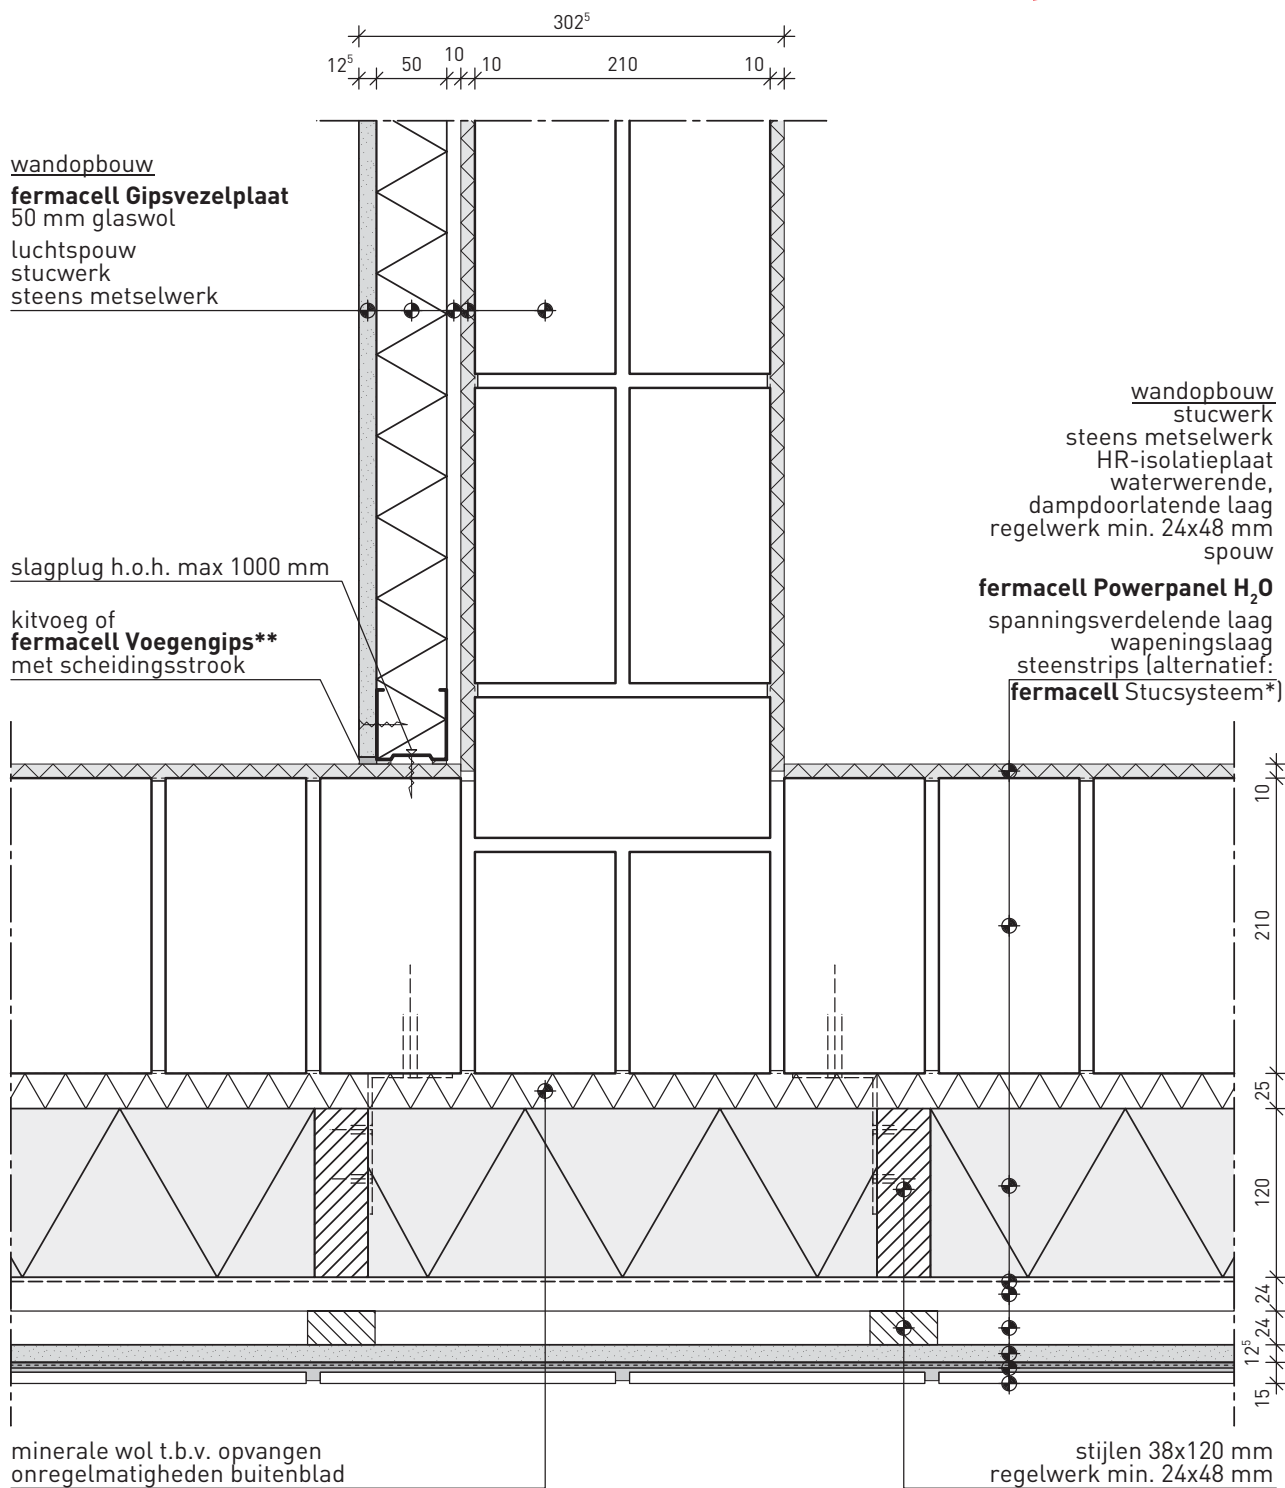 302⁵
12⁵ 50 10 10 210 10
wandopbouw
fermacell Gipsvezelplaat
50 mm glaswol
luchtspouw
stucwerk
steens metselwerk
wandopbouw
stucwerk
steens metselwerk
HR-isolatieplaat
waterwerende,
dampdoorlatende laag
regelwerk min. 24x48 mm
spouw
fermacell Powerpanel H₂O
spanningsverdelende laag
wapeningslaag
steenstrips (alternatief:
fermacell Stucsysteem*)
slagplug h.o.h. max 1000 mm
kitvoeg of
fermacell Voegengips**
met scheidingsstrook
10
210
25
120
24
24
12⁵
15
minerale wol t.b.v. opvangen
onregelmatigheden buitenblad
stijlen 38x120 mm
regelwerk min. 24x48 mm